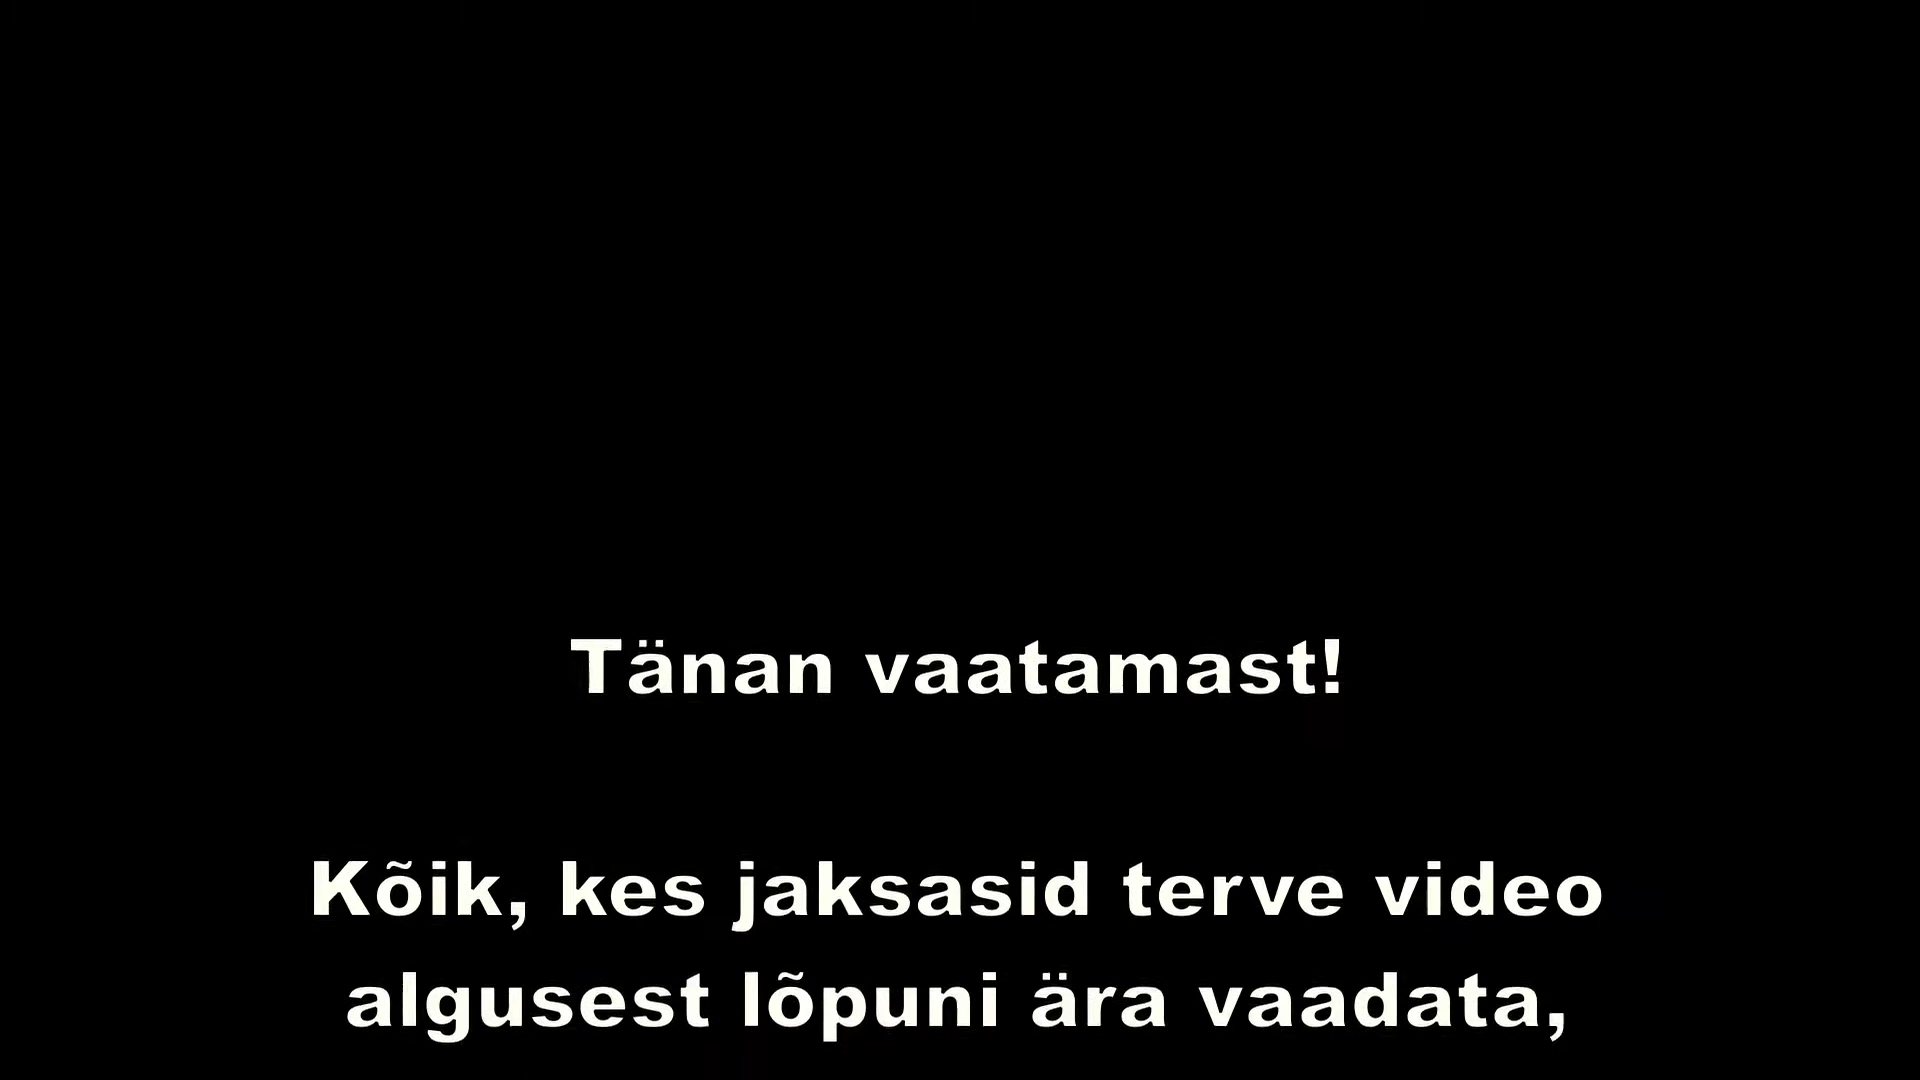 Tänan vaatamast!
Kõik, kes jaksasid terve video
algusest lõpuni ära vaadata,